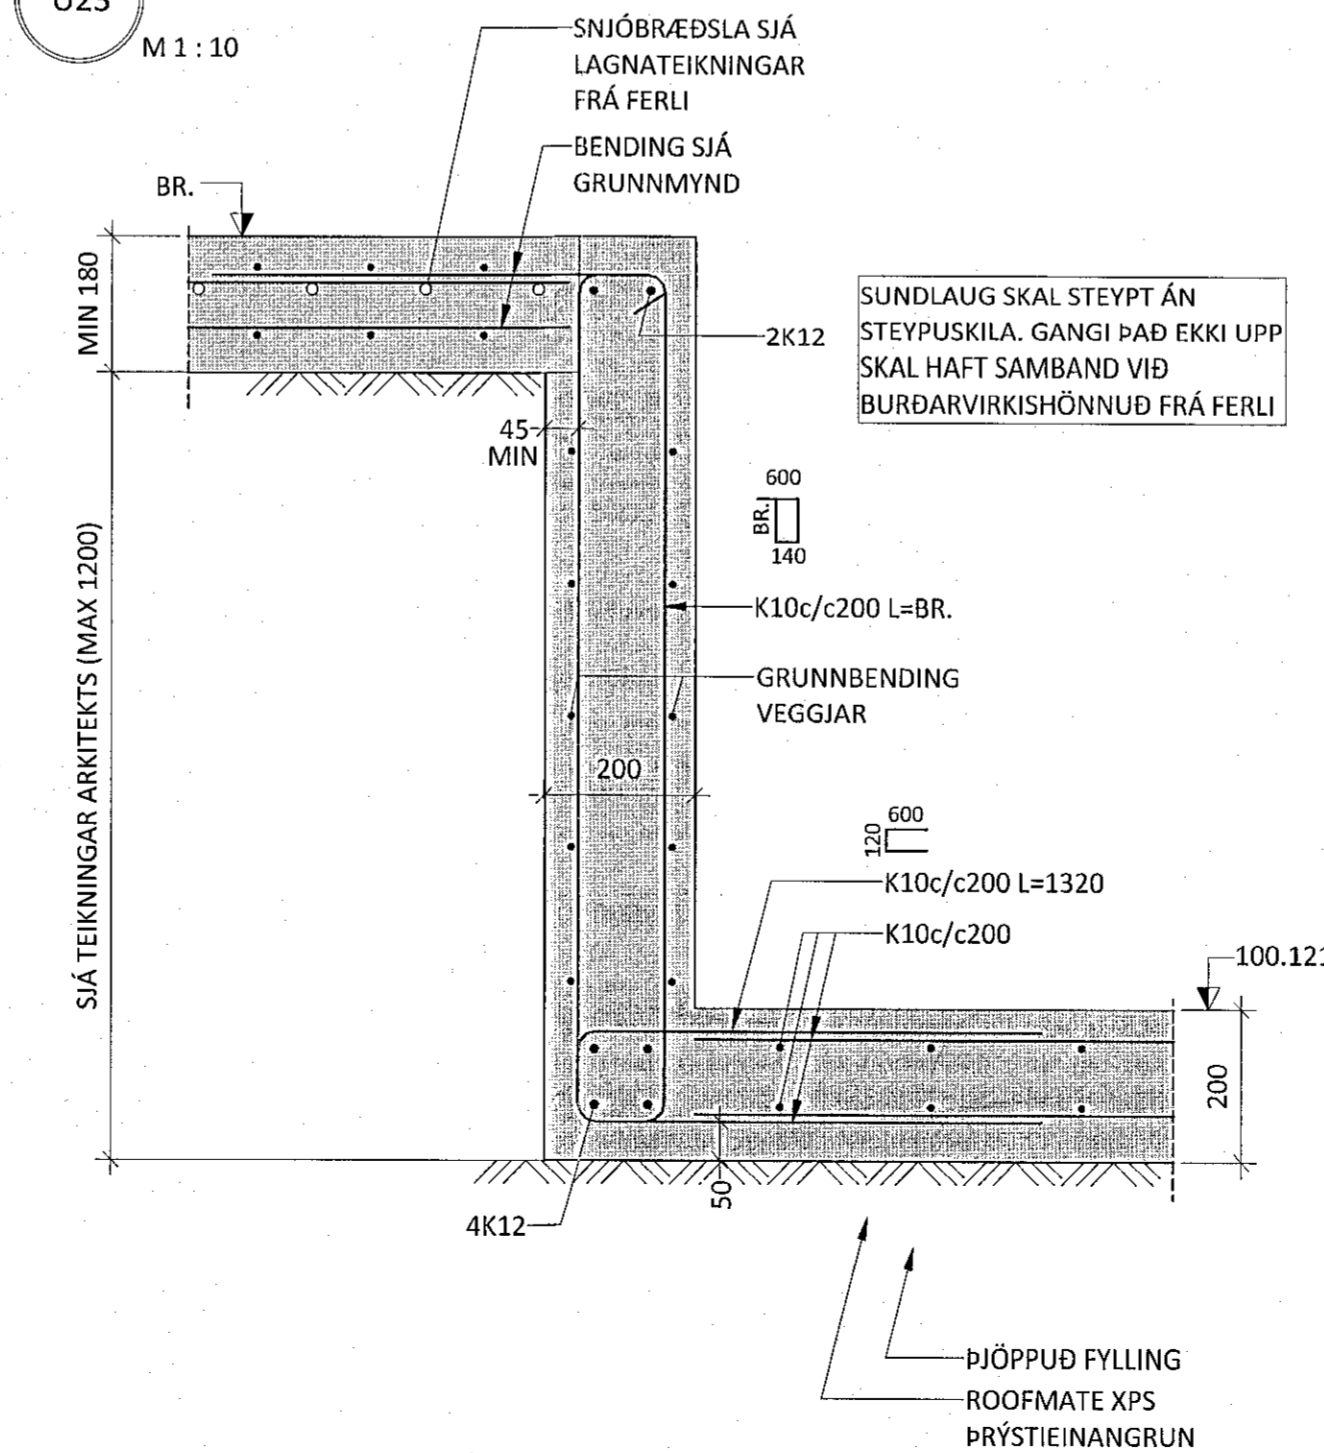 U23
M 1 : 10
SNJÓBRÆÐSLA SJÁ
LAGNATEIKNINGAR
FRÁ FERLI
BENDING SJÁ
GRUNNMYND
BR.
MIN 180
2K12
SUNDLAUG SKAL STEYPT ÁN
STEYPUSKILA. GANGI ÞAÐ EKKI UPP
SKAL HAFT SAMBAND VIÐ
BURÐARVIRKISHÖNNUÐ FRÁ FERLI
45
MIN
600
BR.
140
K10c/c200 L=BR.
GRUNNBENDING
VEGGJAR
SJÁ TEIKNINGAR ARKITEKTS (MAX 1200)
200
600
120
K10c/c200 L=1320
K10c/c200
100.121
200
50
4K12
ÞJÖPPUÐ FYLLING
ROOFMATE XPS
ÞRÝSTIEINANGRUN